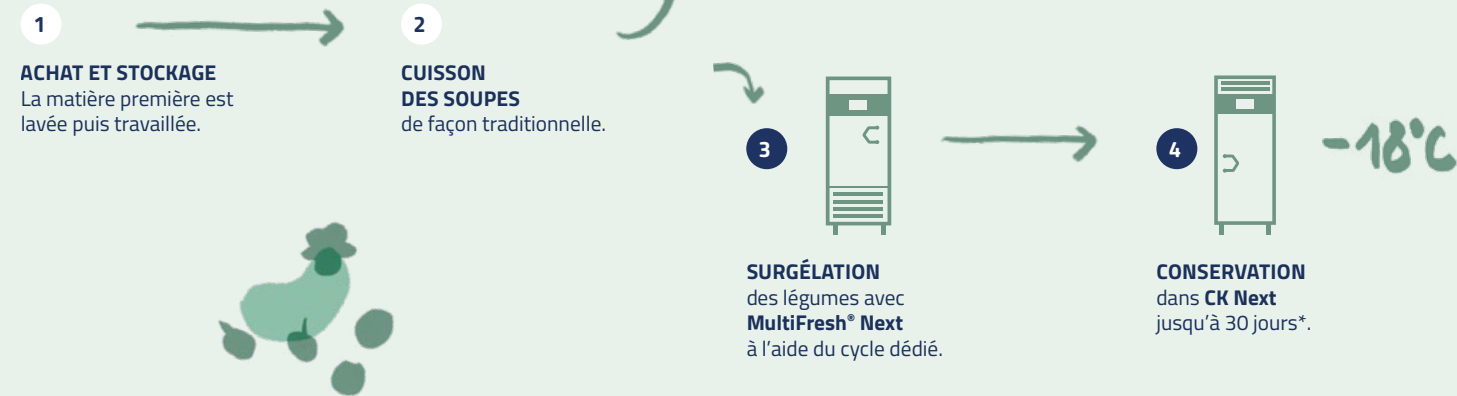 1
ACHAT ET STOCKAGE
La matière première est
lavée puis travaillée.
2
CUISSON
DES SOUPES
de façon traditionnelle.
3
SURGÉLATION
des légumes avec
MultiFresh® Next
à l'aide du cycle dédié.
4
-18°C
CONSERVATION
dans CK Next
jusqu'à 30 jours*.